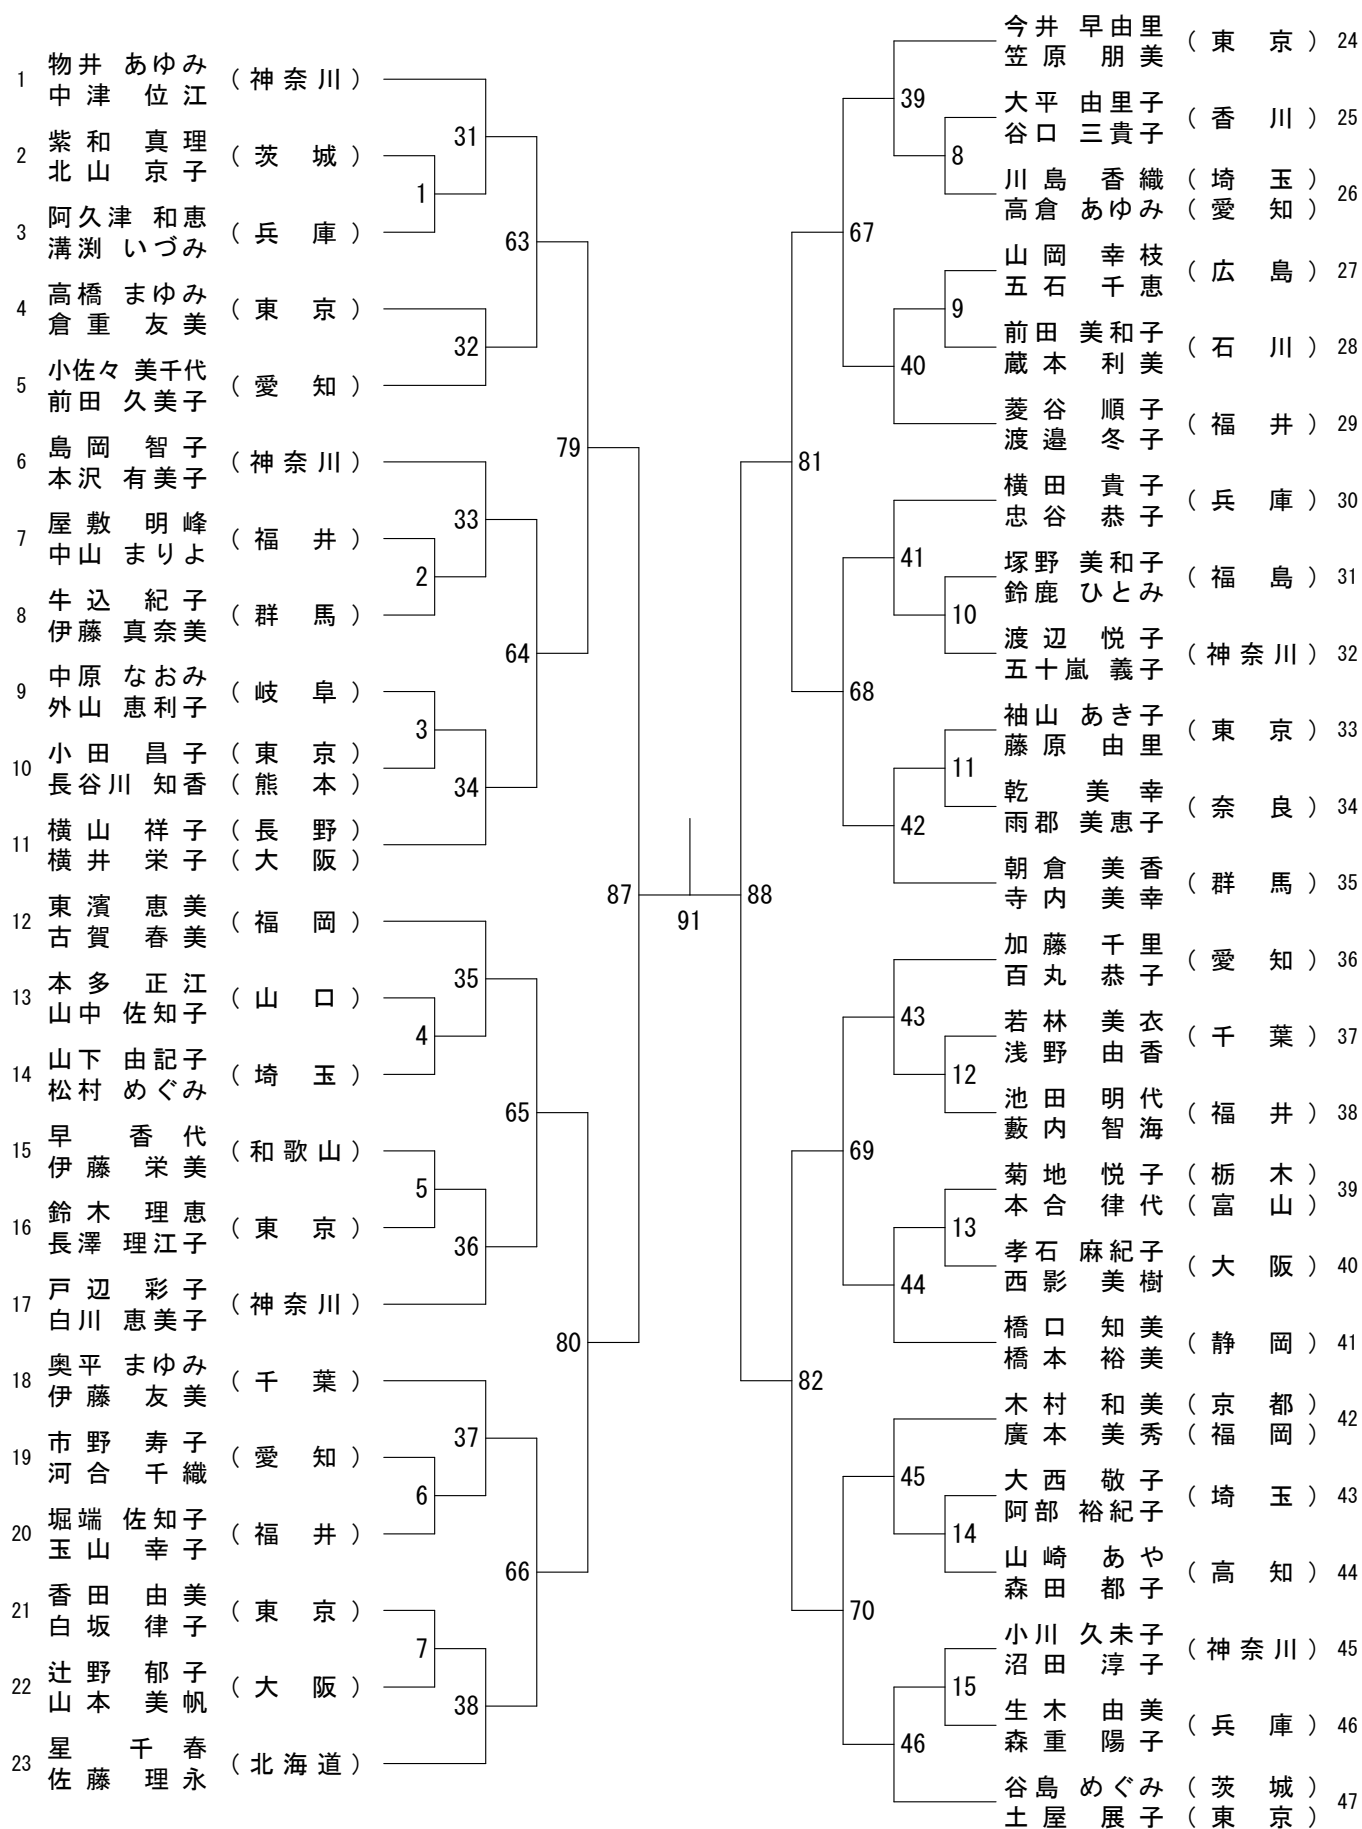 1 物井 あゆみ (神奈川)
中津 位江
2 紫和 真理 (茨城)
北山 京子
3 阿久津 和恵 (兵庫)
溝渕 いづみ
4 高橋 まゆみ (東京)
倉重 友美
5 小佐々 美千代 (愛知)
前田 久美子
6 島岡 智子 (神奈川)
本沢 有美子
7 屋敷 明峰 (福井)
中山 まりよ
8 牛込 紀子 (群馬)
伊藤 真奈美
9 中原 なおみ (岐阜)
外山 恵利子
10 小田 昌子 (東京)
長谷川 知香 (熊本)
11 横山 祥子 (長野)
横井 栄子 (大阪)
12 東濱 恵美 (福岡)
古賀 春美
13 本多 正江 (山口)
山中 佐知子
14 山下 由記子 (埼玉)
松村 めぐみ
15 早 香代 (和歌山)
伊藤 栄美
16 鈴木 理恵 (東京)
長澤 理江子
17 戸辺 彩子 (神奈川)
白川 恵美子
18 奥平 まゆみ (千葉)
伊藤 友美
19 市野 寿子 (愛知)
河合 千織
20 堀端 佐知子 (福井)
玉山 幸子
21 香田 由美 (東京)
白坂 律子
22 辻野 郁子 (大阪)
山本 美帆
23 星 千春 (北海道)
佐藤 理永
1
2
3
4
5
6
7
31
32
33
34
35
36
37
38
63
64
65
66
79
80
87
91
88
81
82
67
68
69
70
39
40
41
42
43
44
45
46
8
9
10
11
12
13
14
15
今井 早由里 (東京) 24
笠原 朋美
大平 由里子 (香川) 25
谷口 三貴子
川島 香織 (埼玉) 26
高倉 あゆみ (愛知)
山岡 幸枝 (広島) 27
五石 千恵
前田 美和子 (石川) 28
蔵本 利美
菱谷 順子 (福井) 29
渡邉 冬子
横田 貴子 (兵庫) 30
忠谷 恭子
塚野 美和子 (福島) 31
鈴鹿 ひとみ
渡辺 悦子 (神奈川) 32
五十嵐 義子
袖山 あき子 (東京) 33
藤原 由里
乾 美幸 (奈良) 34
雨郡 美恵子
朝倉 美香 (群馬) 35
寺内 美幸
加藤 千里 (愛知) 36
百丸 恭子
若林 美衣 (千葉) 37
浅野 由香
池田 明代 (福井) 38
藪内 智海
菊地 悦子 (栃木) 39
本合 律代 (富山)
孝石 麻紀子 (大阪) 40
西影 美樹
橋口 知美 (静岡) 41
橋本 裕美
木村 和美 (京都) 42
廣本 美秀 (福岡)
大西 敬子 (埼玉) 43
阿部 裕紀子
山崎 あや (高知) 44
森田 都子
小川 久未子 (神奈川) 45
沼田 淳子
生木 由美 (兵庫) 46
森重 陽子
谷島 めぐみ (茨城) 47
土屋 展子 (東京)